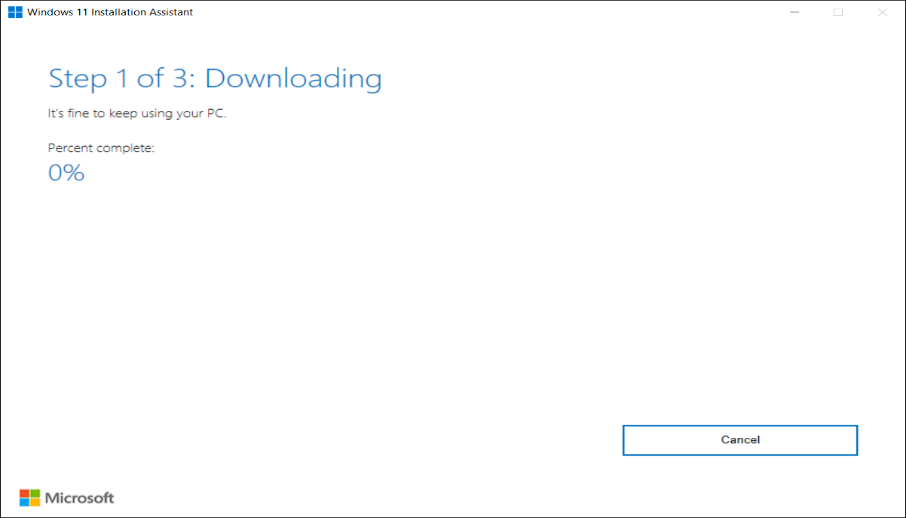 Windows 11 Installation Assistant
Step 1 of 3: Downloading
It's fine to keep using your PC.
Percent complete:
0%
Cancel
Microsoft